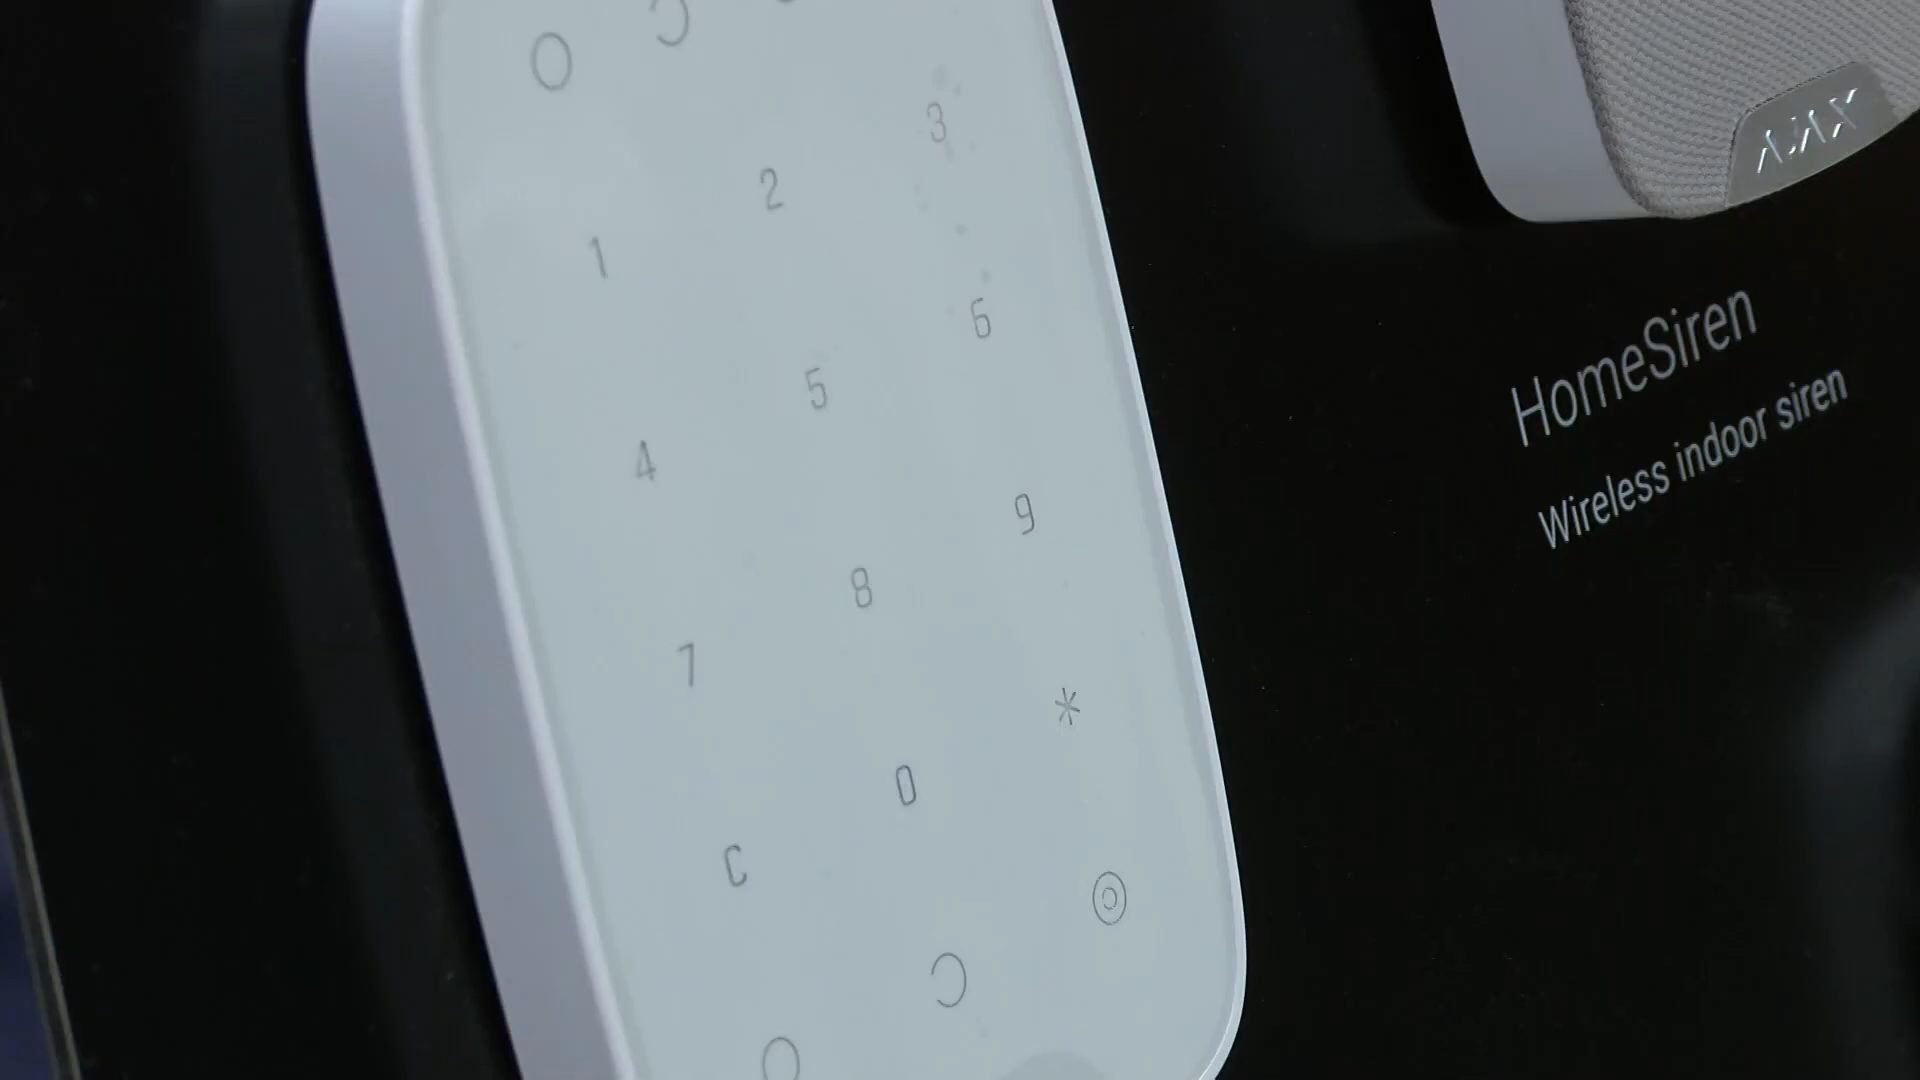 1 2 3
4 5 6
7 8 9
C 0 *
AJAX
HomeSiren
Wireless indoor siren